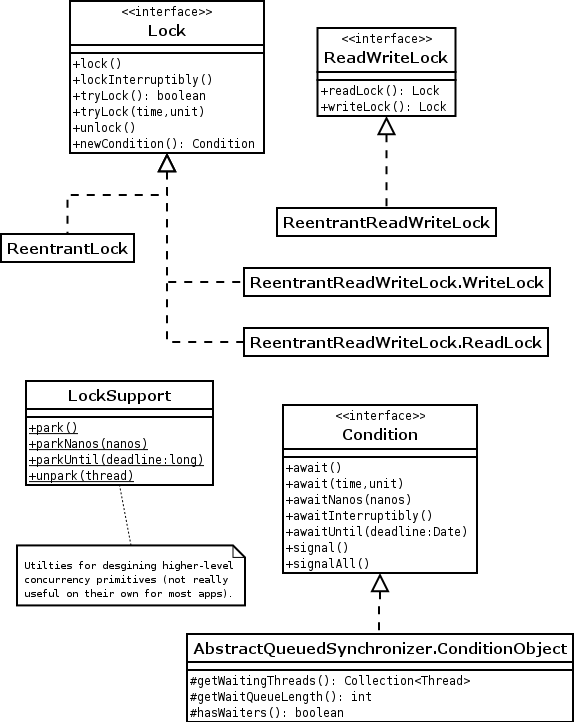 <<interface>>
Lock
+lock()
+lockInterruptibly()
+tryLock(): boolean
+tryLock(time,unit)
+unlock()
+newCondition(): Condition
<<interface>>
ReadWriteLock
+readLock(): Lock
+writeLock(): Lock
ReentrantReadWriteLock
ReentrantLock
ReentrantReadWriteLock.WriteLock
ReentrantReadWriteLock.ReadLock
LockSupport
+park()
+parkNanos(nanos)
+parkUntil(deadline:long)
+unpark(thread)
Utilties for desgining higher-level
concurrency primitives (not really
useful on their own for most apps).
<<interface>>
Condition
+await()
+await(time,unit)
+awaitNanos(nanos)
+awaitInterruptibly()
+awaitUntil(deadline:Date)
+signal()
+signalAll()
AbstractQueuedSynchronizer.ConditionObject
#getWaitingThreads(): Collection<Thread>
#getWaitQueueLength(): int
#hasWaiters(): boolean